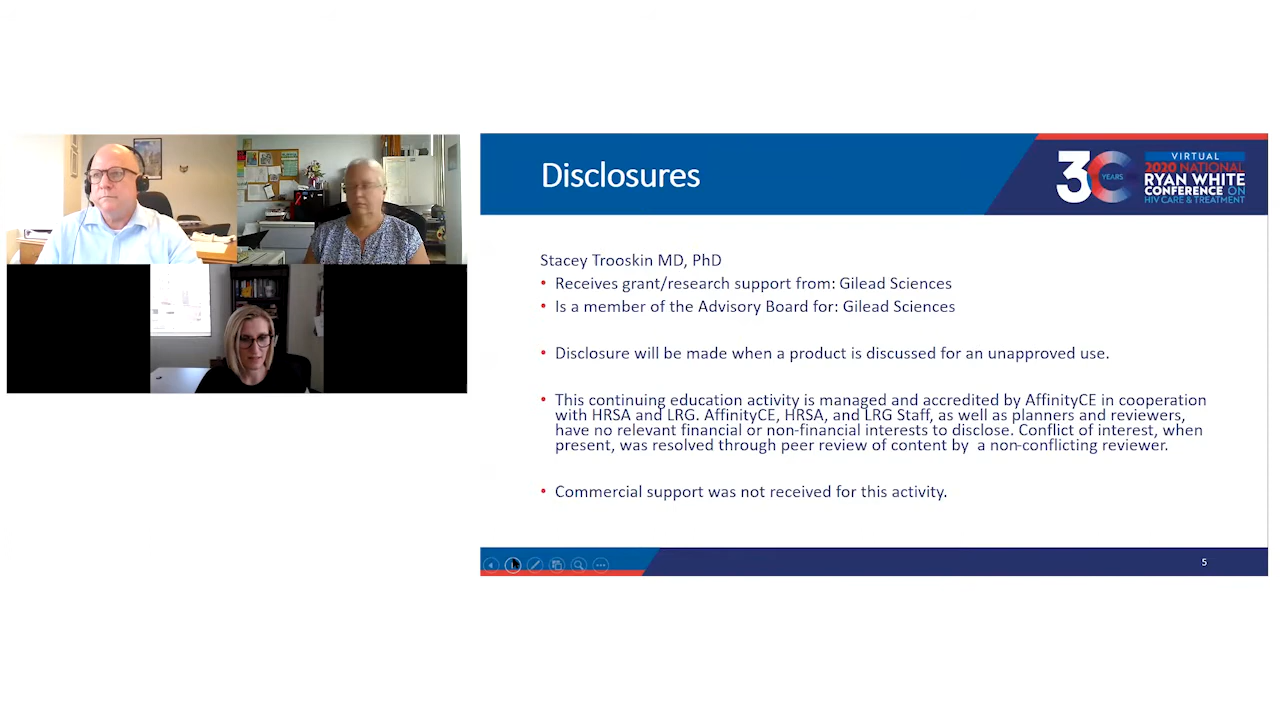 Disclosures
30 YEARS
VIRTUAL
2020 NATIONAL
RYAN WHITE
CONFERENCE ON
HIV CARE & TREATMENT
Stacey Trooskin MD, PhD
• Receives grant/research support from: Gilead Sciences
• Is a member of the Advisory Board for: Gilead Sciences
• Disclosure will be made when a product is discussed for an unapproved use.
• This continuing education activity is managed and accredited by AffinityCE in cooperation
with HRSA and LRG. AffinityCE, HRSA, and LRG Staff, as well as planners and reviewers,
have no relevant financial or non-financial interests to disclose. Conflict of interest, when
present, was resolved through peer review of content by a non-conflicting reviewer.
• Commercial support was not received for this activity.
5